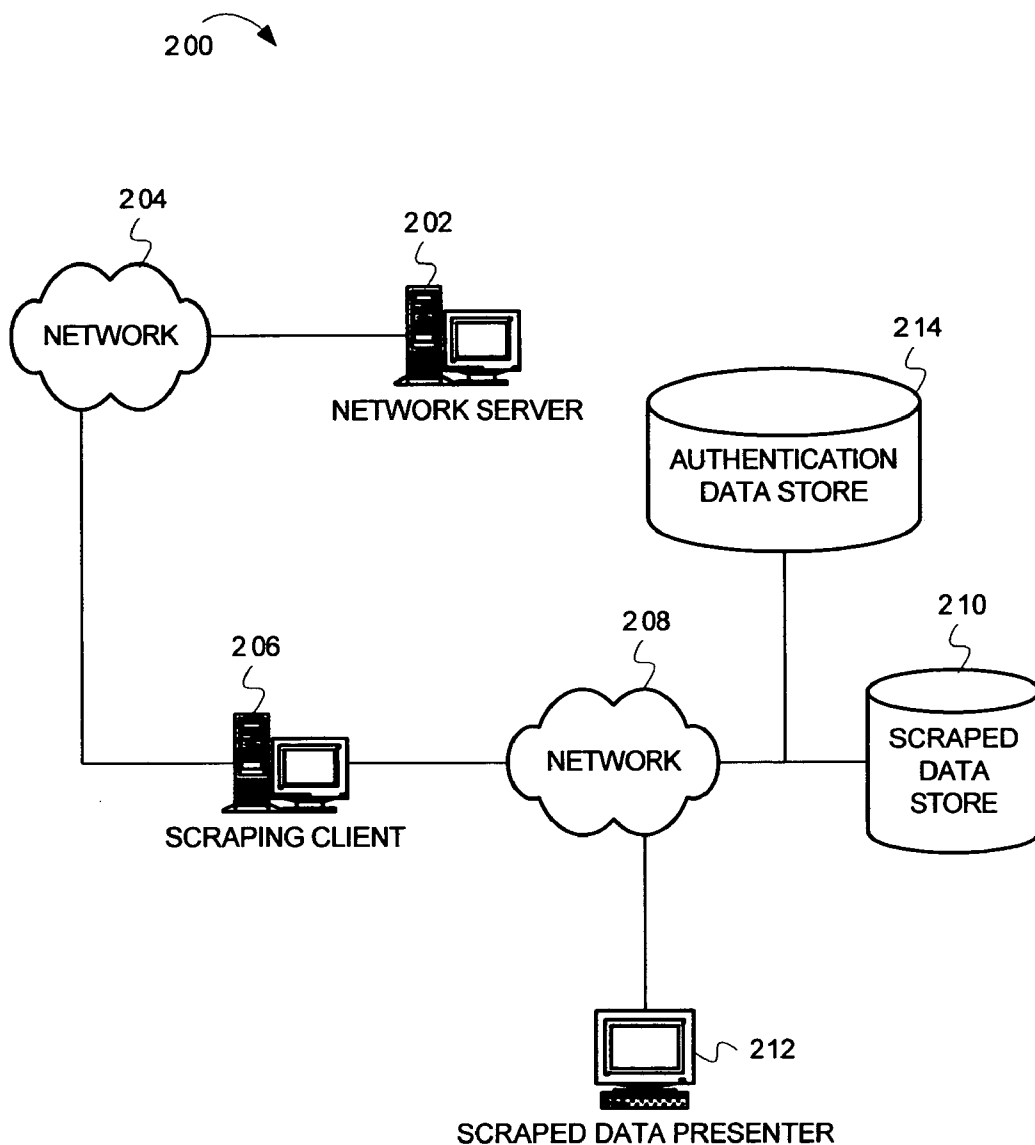 200
204
202
NETWORK
NETWORK SERVER
214
AUTHENTICATION
DATA STORE
206
208
210
NETWORK
SCRAPED
DATA
STORE
SCRAPING CLIENT
212
SCRAPED DATA PRESENTER